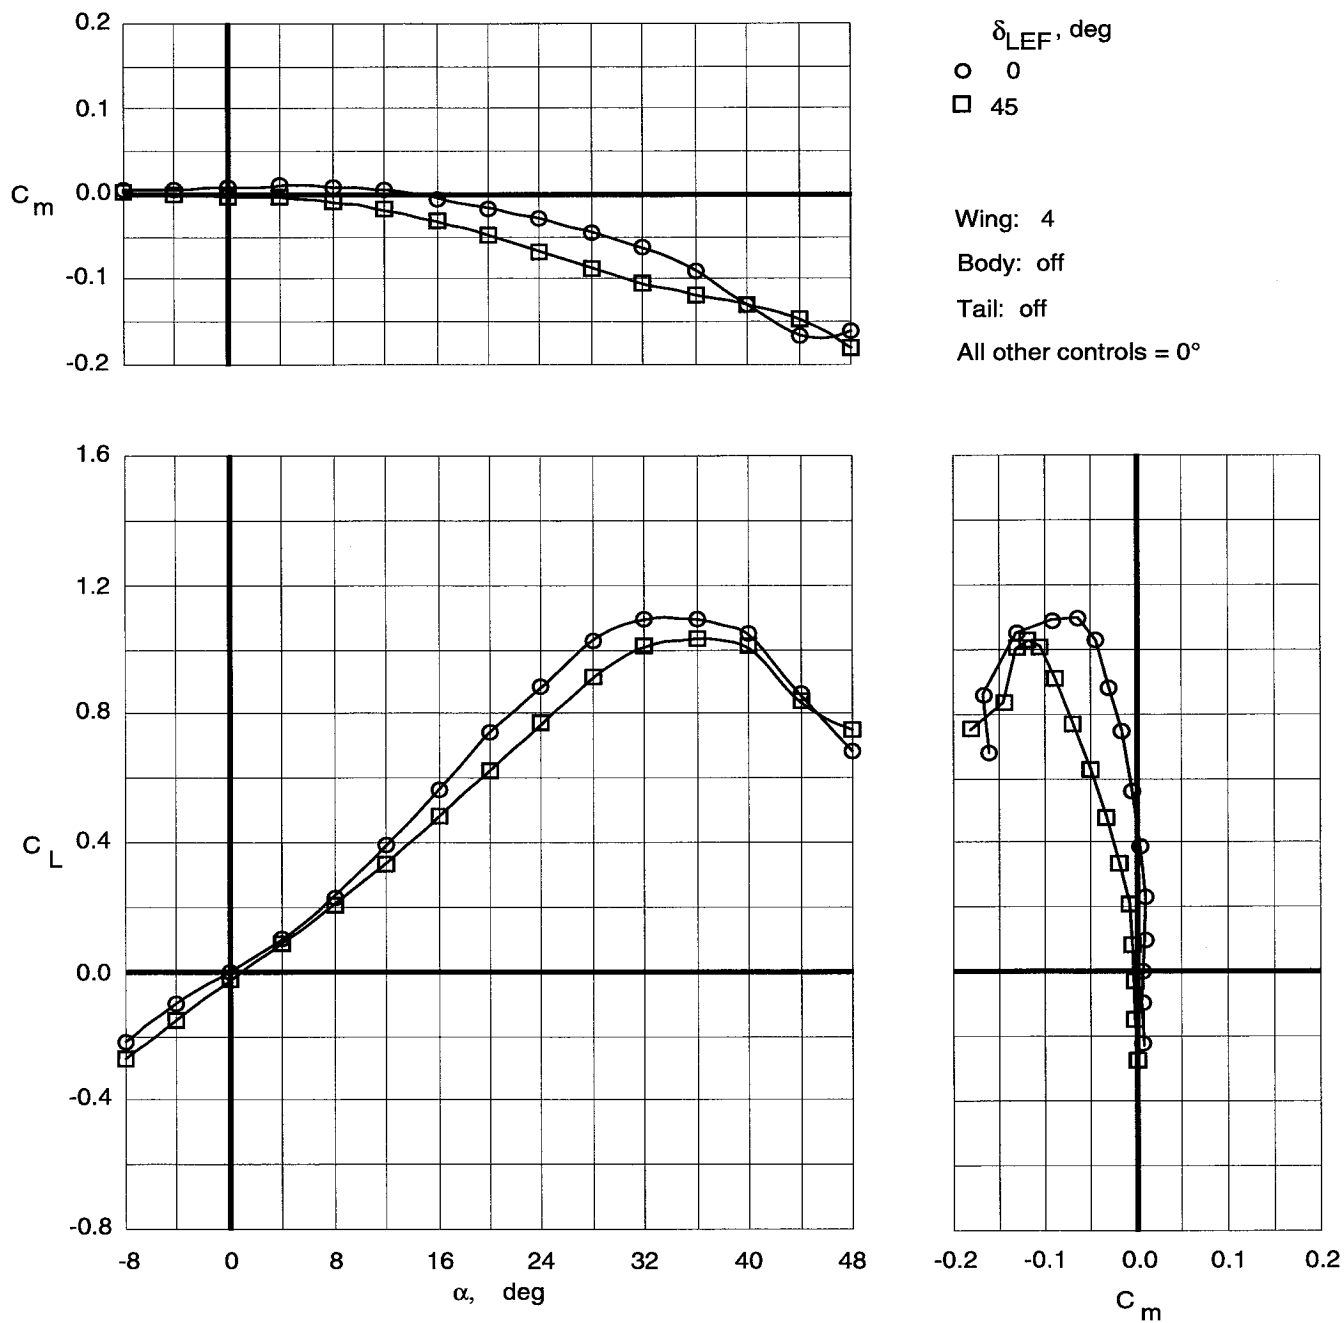 0.2
0.1
C m 0.0
-0.1
-0.2
δLEF, deg
0
45
Wing: 4
Body: off
Tail: off
All other controls = 0°
1.6
1.2
0.8
C L 0.4
0.0
-0.4
-0.8
-8 0 8 16 24 32 40 48
α, deg
-0.2 -0.1 0.0 0.1 0.2
C m